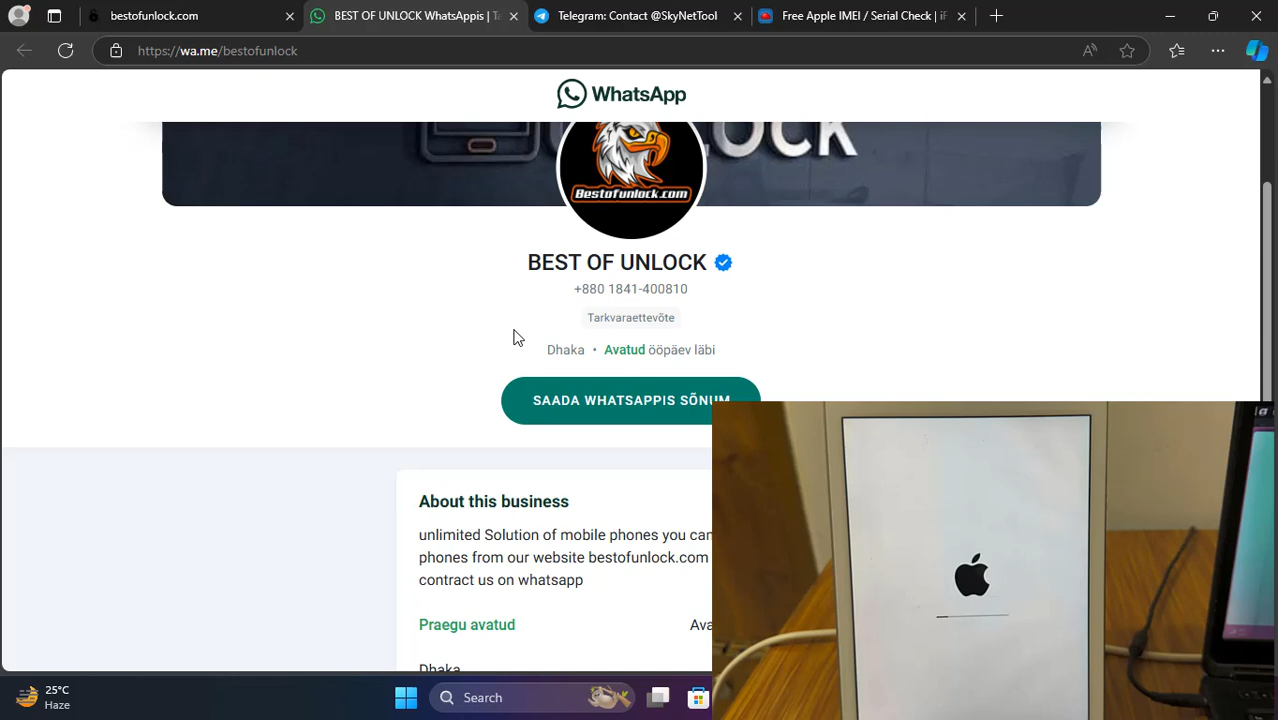 bestofunlock.com
BEST OF UNLOCK WhatsAppis | Ta
Telegram: Contact @SkyNetTool
Free Apple IMEI / Serial Check | iF
https://wa.me/bestofunlock
WhatsApp
UNLOCK
Bestofunlock.com
BEST OF UNLOCK
+880 1841-400810
Tarkvaraettevõte
Dhaka • Avatud ööpäev läbi
SAADA WHATSAPPIS SÕNUM
About this business
unlimited Solution of mobile phones you can
phones from our website bestofunlock.com
contract us on whatsapp
Praegu avatud
Ava
Dhaka
25°C
Haze
Search